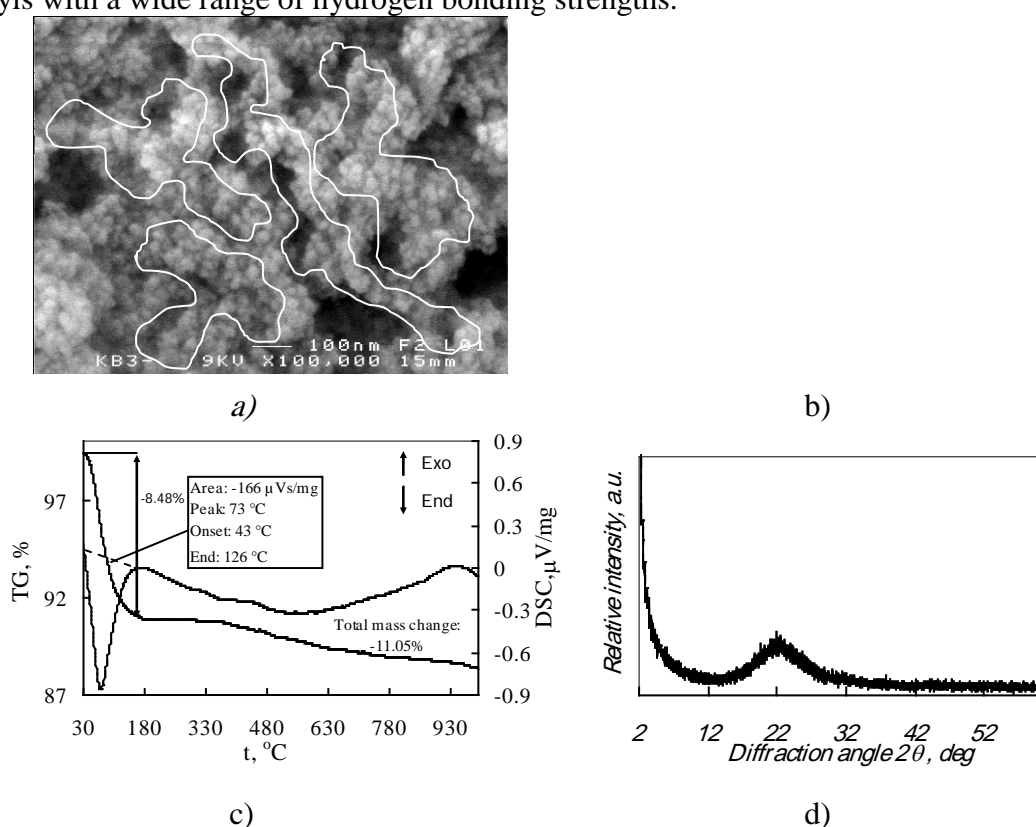 yls with a wide range of hydrogen bonding strengths.
100nm F2 L01
KB3- 9KV X100,000 15mm
a)
b)
0.9
Exo
Area: -166 µVs/mg
Peak: 73 °C
Onset: 43 °C
End: 126 °C
-8.48%
0.6
97
End
0.3
TG, %
0
DSC,µV/mg
92
-0.3
Total mass change:
-11.05%
-0.6
87
-0.9
30 180 330 480 630 780 930
t, °C
Relative intensity, a.u.
2 12 22 32 42 52
Diffraction angle 2θ, deg
c)
d)